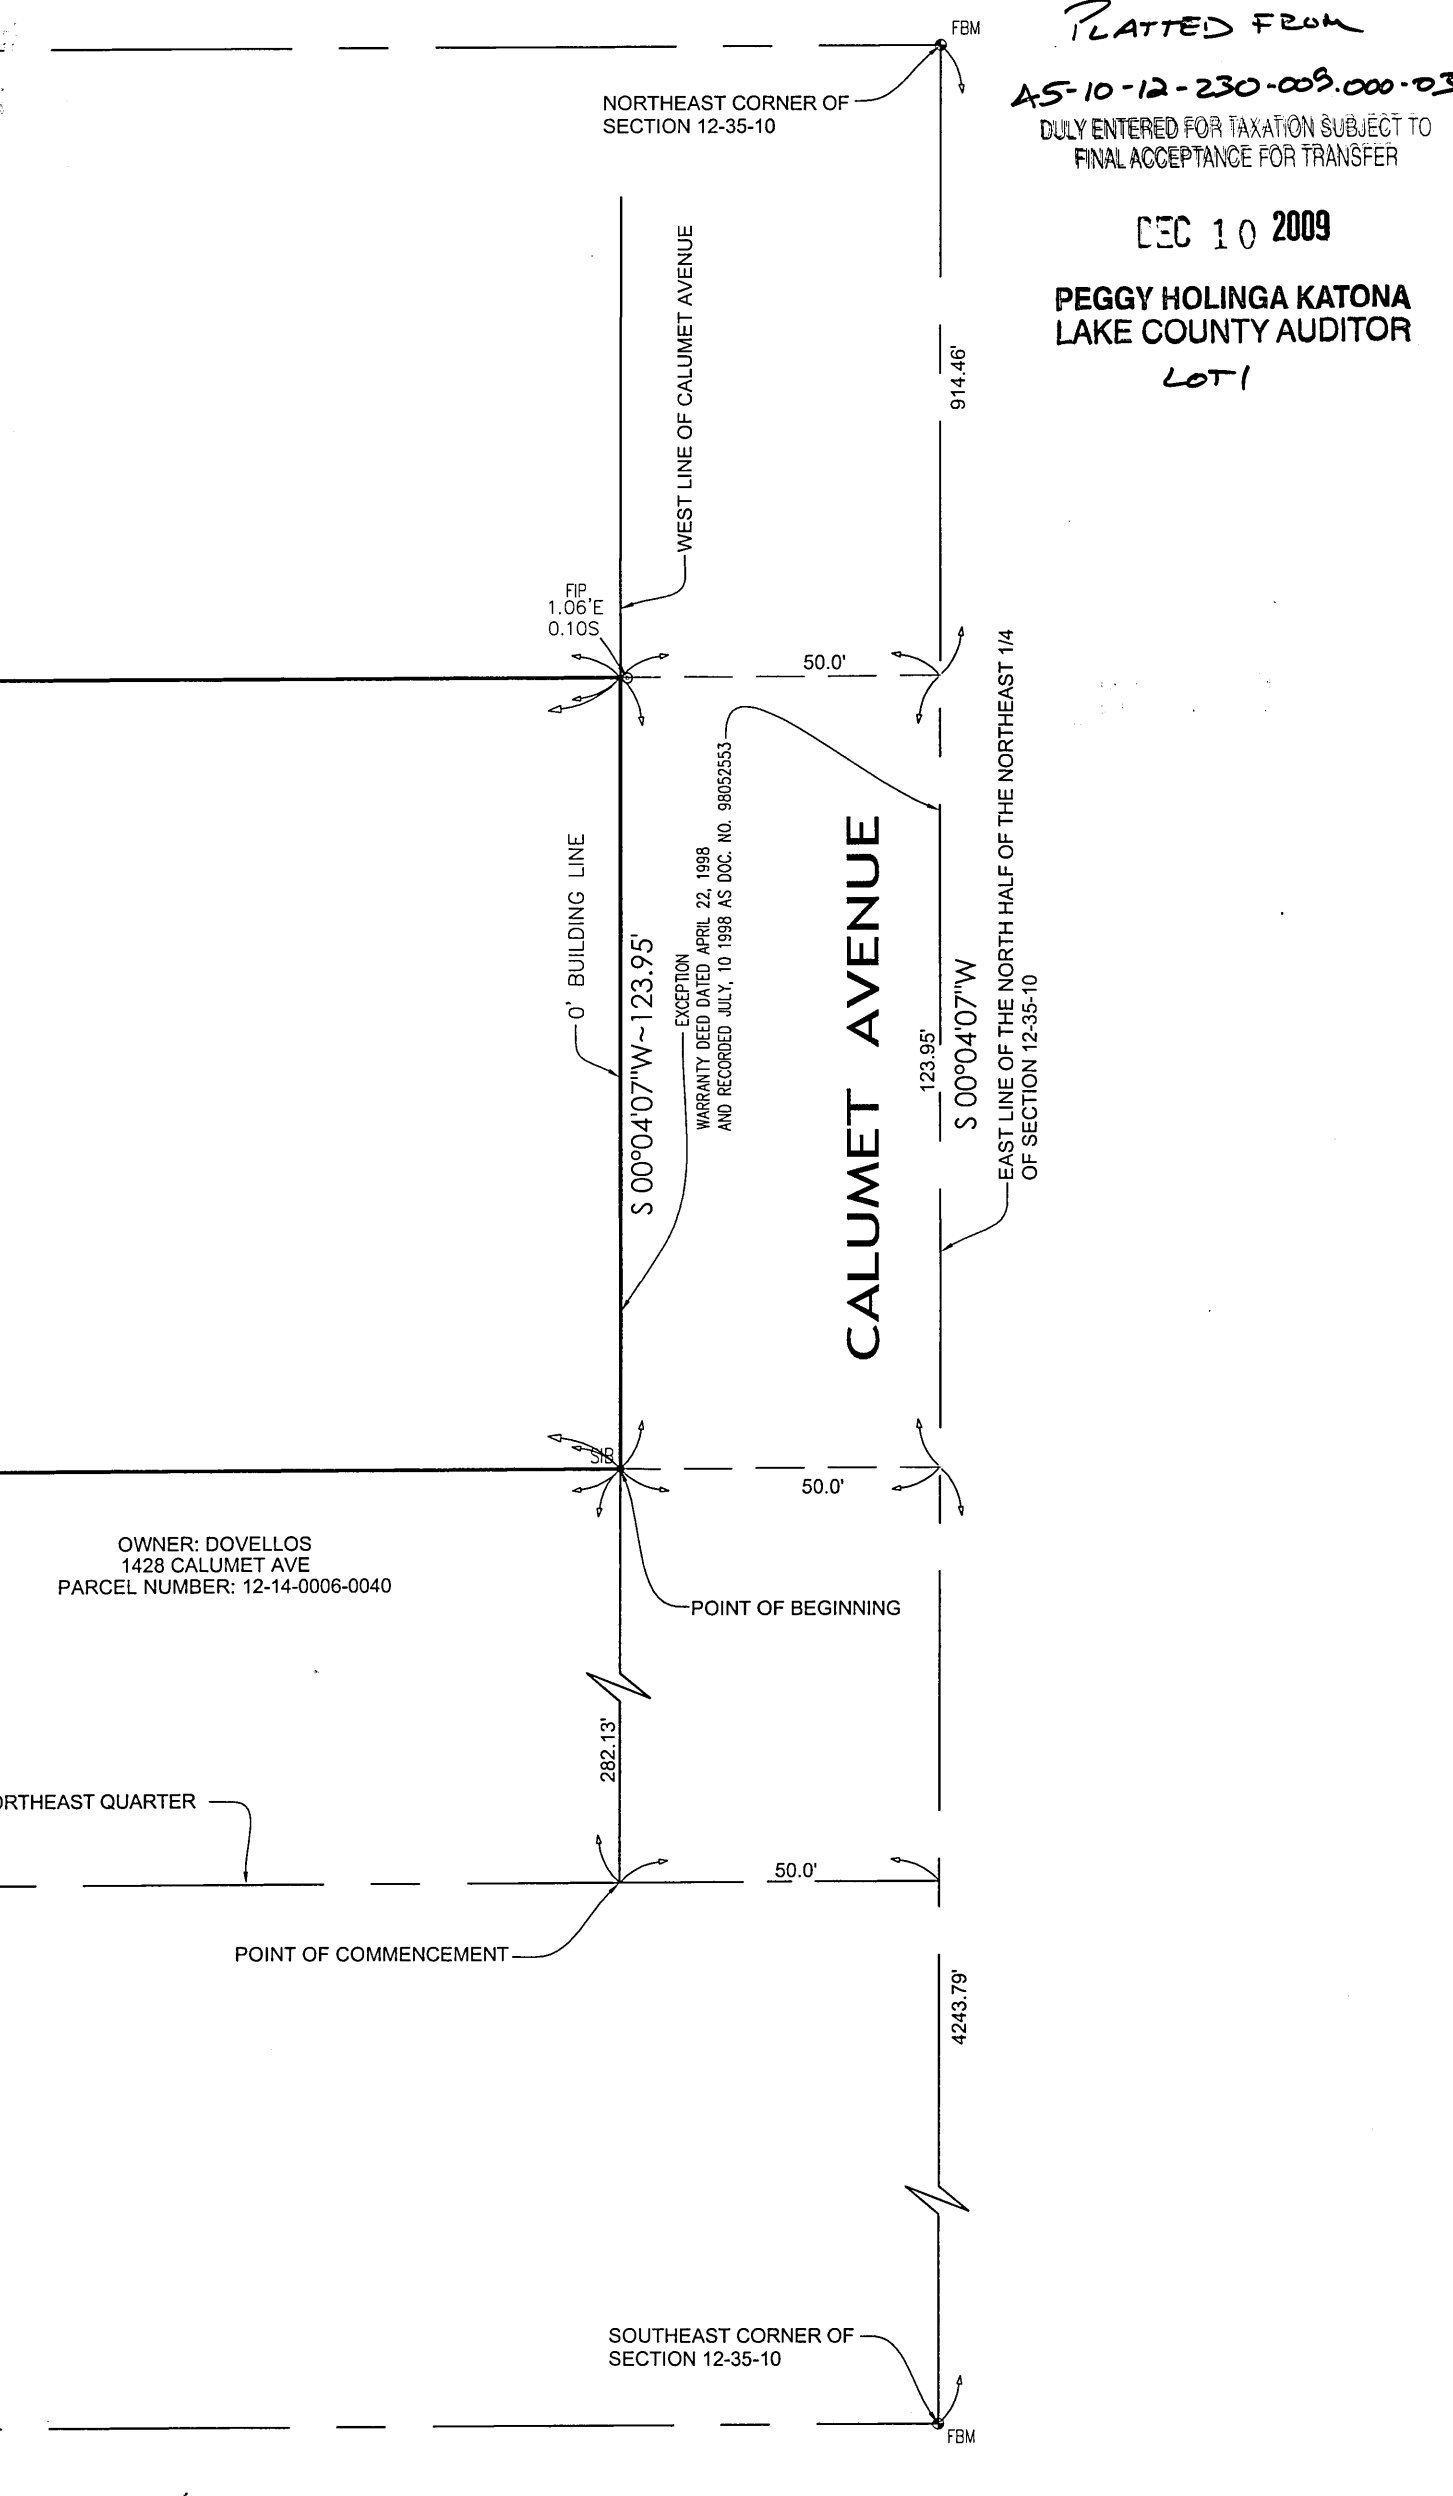 FBM
PLATTED FROM
45-10-12-230-009.000-03
NORTHEAST CORNER OF
SECTION 12-35-10
DULY ENTERED FOR TAXATION SUBJECT TO
FINAL ACCEPTANCE FOR TRANSFER
DEC 10 2009
PEGGY HOLINGA KATONA
LAKE COUNTY AUDITOR
LOT 1
WEST LINE OF CALUMET AVENUE
914.46'
FIP
1.06'E
0.10S
50.0'
0' BUILDING LINE
S 00°04'07"W~123.95'
EXCEPTION
WARRANTY DEED DATED APRIL 22, 1998
AND RECORDED JULY, 10 1998 AS DOC. NO. 98052553
CALUMET AVENUE
123.95'
S 00°04'07"W
EAST LINE OF THE NORTH HALF OF THE NORTHEAST 1/4
OF SECTION 12-35-10
SIB
50.0'
OWNER: DOVELLOS
1428 CALUMET AVE
PARCEL NUMBER: 12-14-0006-0040
POINT OF BEGINNING
282.13'
ORTHEAST QUARTER
50.0'
POINT OF COMMENCEMENT
4243.79'
SOUTHEAST CORNER OF
SECTION 12-35-10
FBM